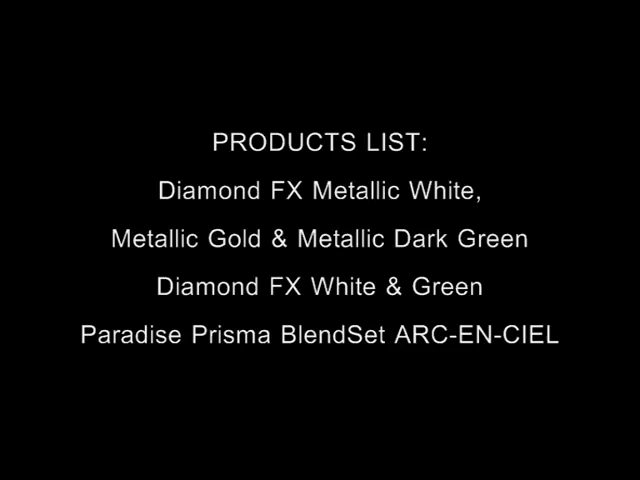 PRODUCTS LIST:
Diamond FX Metallic White,
Metallic Gold & Metallic Dark Green
Diamond FX White & Green
Paradise Prisma BlendSet ARC-EN-CIEL